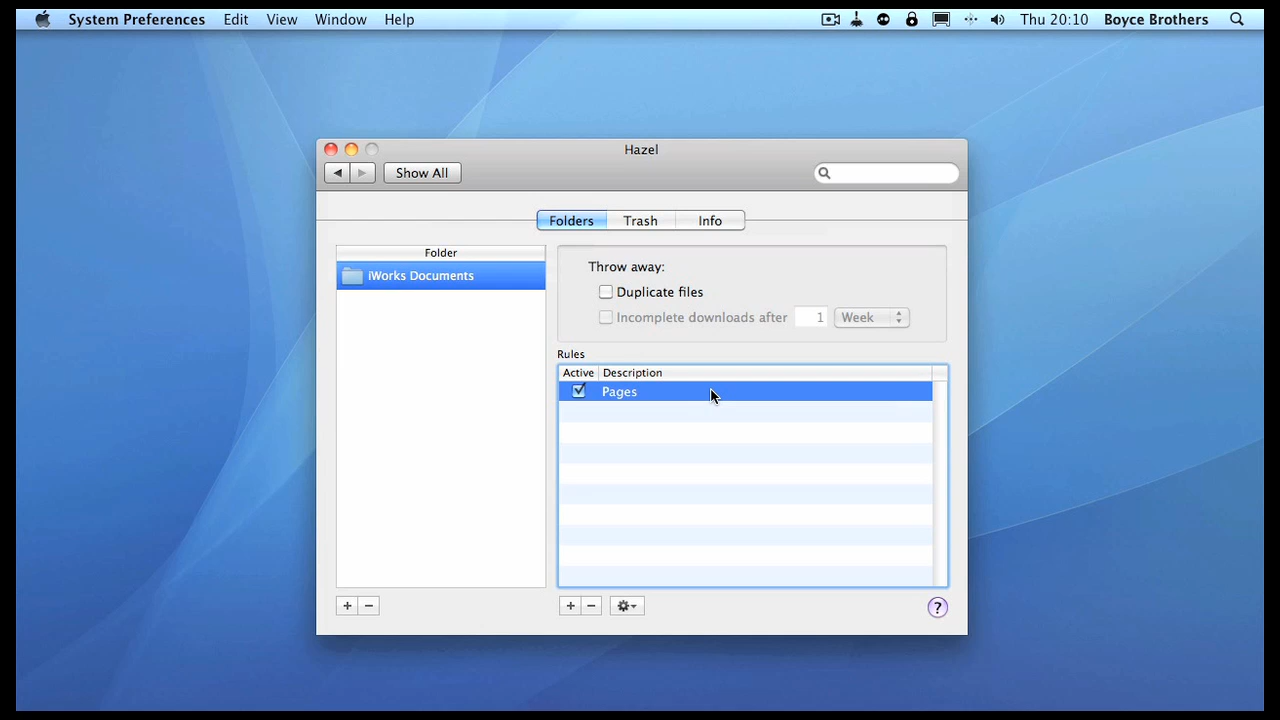 System Preferences Edit View Window Help Thu 20:10 Boyce Brothers
Hazel
Show All
Folders Trash Info
Folder
iWorks Documents
Throw away:
Duplicate files
Incomplete downloads after 1 Week
Rules
Active Description
Pages
+ - + - ?